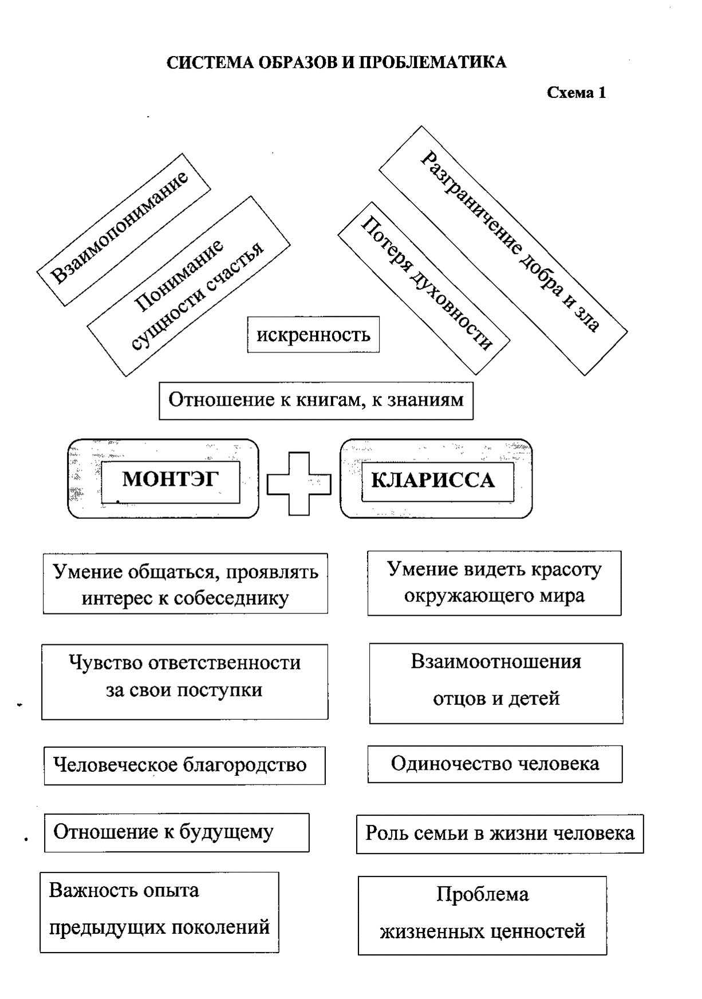 СИСТЕМА ОБРАЗОВ И ПРОБЛЕМАТИКА
Схема 1
Взаимопонимание
Понимание
сущности счастья
Потеря духовности
Разграничение добра и зла
искренность
Отношение к книгам, к знаниям
МОНТЭГ
КЛАРИССА
Умение общаться, проявлять
интерес к собеседнику
Умение видеть красоту
окружающего мира
Чувство ответственности
за свои поступки
Взаимоотношения
отцов и детей
Человеческое благородство
Одиночество человека
Отношение к будущему
Роль семьи в жизни человека
Важность опыта
предыдущих поколений
Проблема
жизненных ценностей